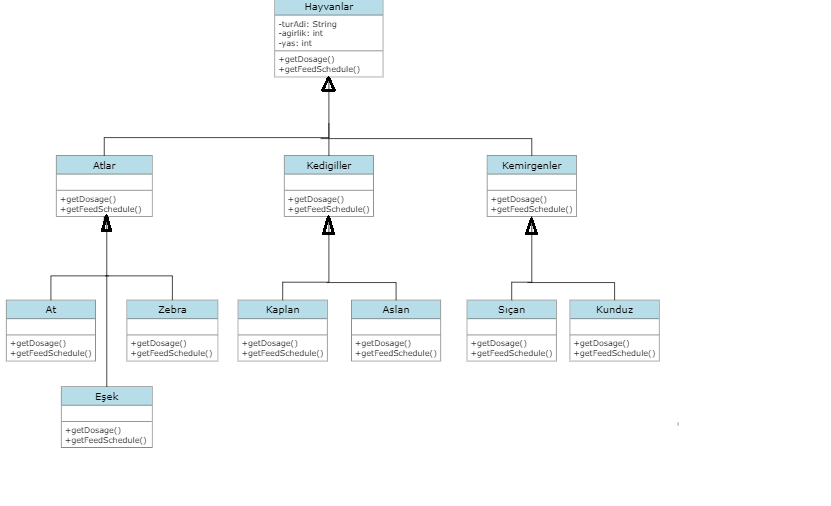 Hayvanlar
-turAdi: String
-agirlik: int
-yas: int
+getDosage()
+getFeedSchedule()
Atlar
+getDosage()
+getFeedSchedule()
Kedigiller
+getDosage()
+getFeedSchedule()
Kemirgenler
+getDosage()
+getFeedSchedule()
At
+getDosage()
+getFeedSchedule()
Zebra
+getDosage()
+getFeedSchedule()
Kaplan
+getDosage()
+getFeedSchedule()
Aslan
+getDosage()
+getFeedSchedule()
Sıçan
+getDosage()
+getFeedSchedule()
Kunduz
+getDosage()
+getFeedSchedule()
Eşek
+getDosage()
+getFeedSchedule()